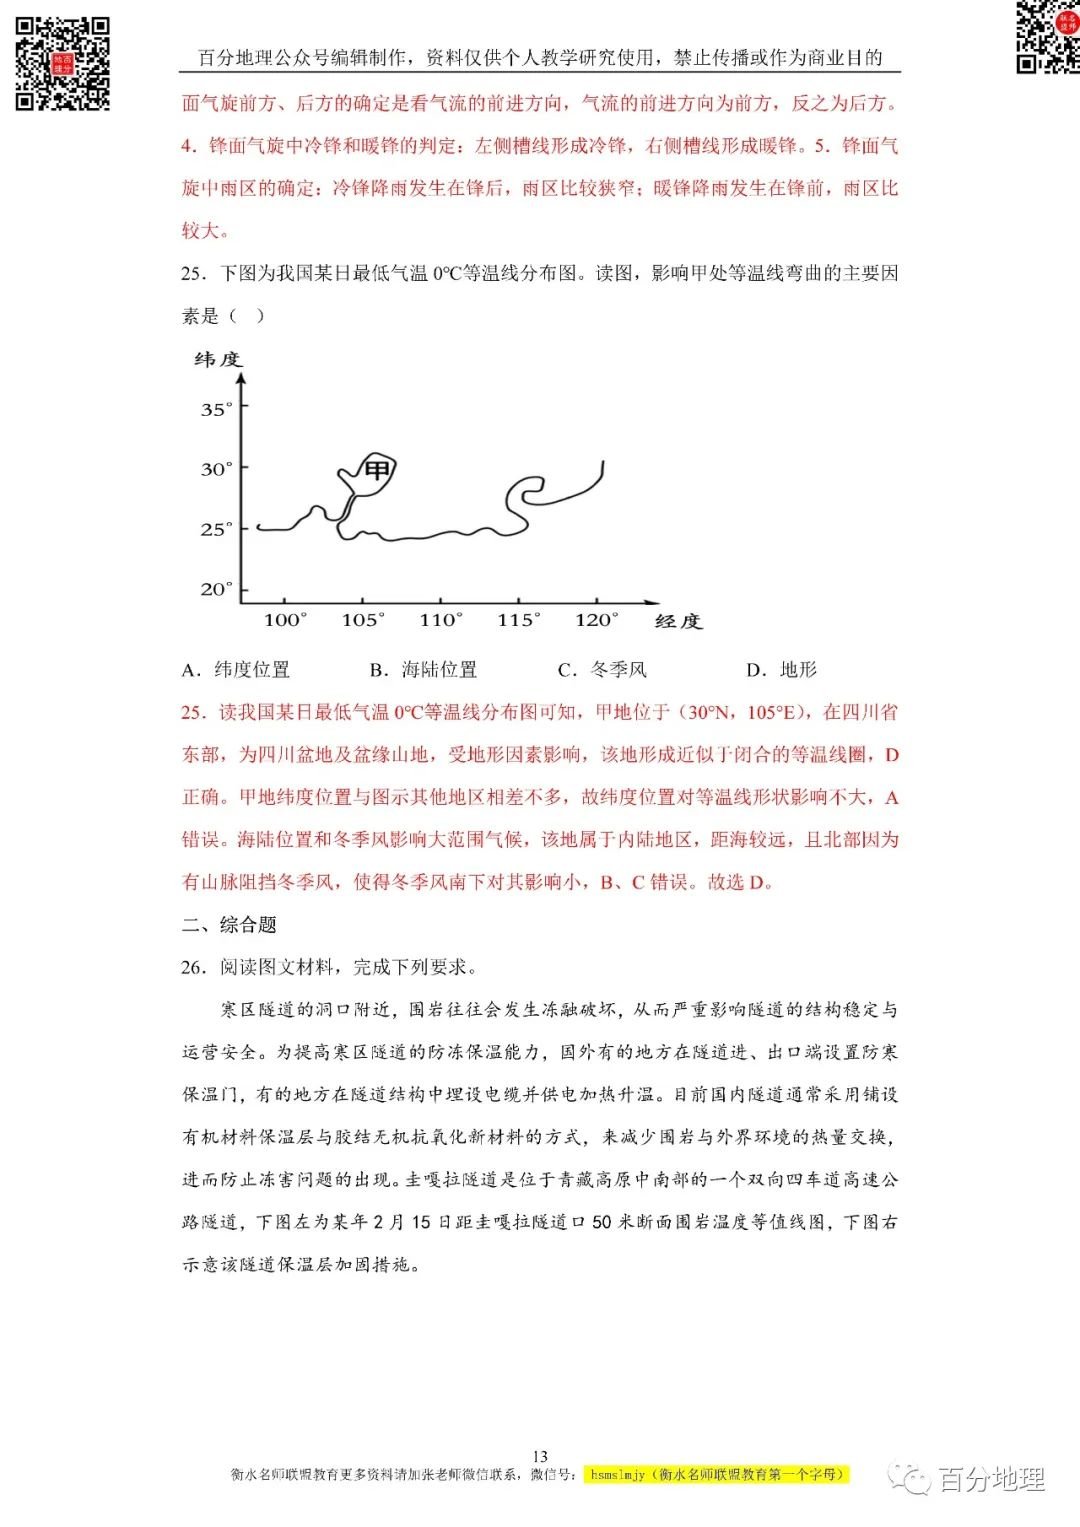 百分地理公众号编辑制作，资料仅供个人教学研究使用，禁止传播或作为商业目的
面气旋前方、后方的确定是看气流的前进方向，气流的前进方向为前方，反之为后方。
4．锋面气旋中冷锋和暖锋的判定：左侧槽线形成冷锋，右侧槽线形成暖锋。5．锋面气
旋中雨区的确定：冷锋降雨发生在锋后，雨区比较狭窄；暖锋降雨发生在锋前，雨区比
较大。
25．下图为我国某日最低气温 0℃等温线分布图。读图，影响甲处等温线弯曲的主要因
素是（ ）
纬度
35°
30°
甲
25°
20°
100° 105° 110° 115° 120° 经度
A．纬度位置 B．海陆位置 C．冬季风 D．地形
25．读我国某日最低气温 0℃等温线分布图可知，甲地位于（30°N，105°E），在四川省
东部，为四川盆地及盆缘山地，受地形因素影响，该地形成近似于闭合的等温线圈，D
正确。甲地纬度位置与图示其他地区相差不多，故纬度位置对等温线形状影响不大，A
错误。海陆位置和冬季风影响大范围气候，该地属于内陆地区，距海较远，且北部因为
有山脉阻挡冬季风，使得冬季风南下对其影响小，B、C 错误。故选 D。
二、综合题
26．阅读图文材料，完成下列要求。
寒区隧道的洞口附近，围岩往往会发生冻融破坏，从而严重影响隧道的结构稳定与
运营安全。为提高寒区隧道的防冻保温能力，国外有的地方在隧道进、出口端设置防寒
保温门，有的地方在隧道结构中埋设电缆并供电加热升温。目前国内隧道通常采用铺设
有机材料保温层与胶结无机抗氧化新材料的方式，来减少围岩与外界环境的热量交换，
进而防止冻害问题的出现。圭嘎拉隧道是位于青藏高原中南部的一个双向四车道高速公
路隧道，下图左为某年 2 月 15 日距圭嘎拉隧道口 50 米断面围岩温度等值线图，下图右
示意该隧道保温层加固措施。
13
衡水名师联盟教育更多资料请加张老师微信联系，微信号： hsmslmjy（衡水名师联盟教育第一个字母）
百分地理